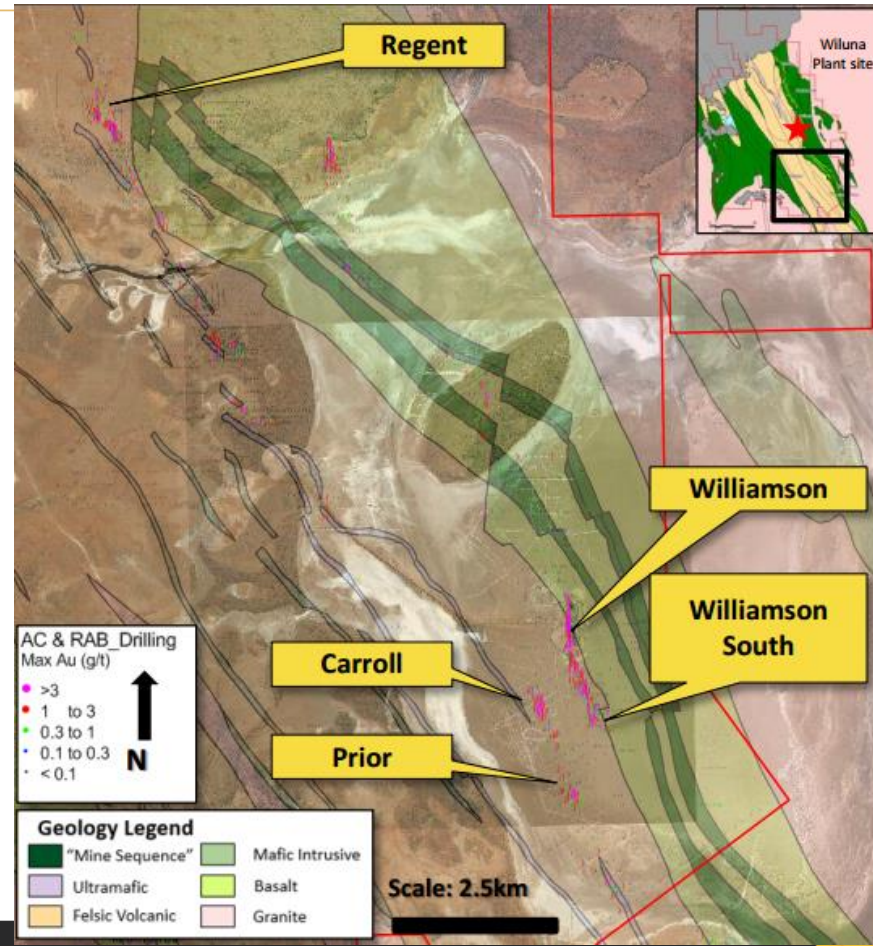 Regent
Wiluna
Plant site
Williamson
Williamson
South
Carroll
Prior
AC & RAB_Drilling
Max Au (g/t)
>3
1 to 3
0.3 to 1
0.1 to 0.3
< 0.1
N
Geology Legend
"Mine Sequence"
Mafic Intrusive
Ultramafic
Basalt
Felsic Volcanic
Granite
Scale: 2.5km